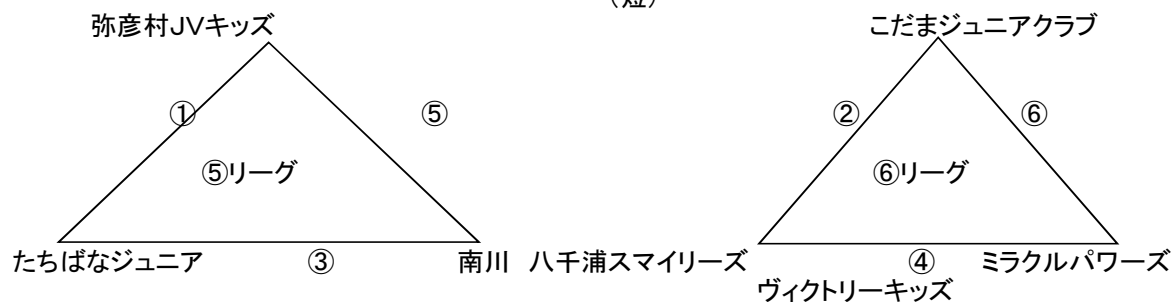 (短)
弥彦村JVキッズ
こだまジュニアクラブ
①
⑤
②
⑥
⑤リーグ
⑥リーグ
たちばなジュニア
③
南川
八千浦スマイリーズ
④
ミラクルパワーズ
ヴィクトリーキッズ